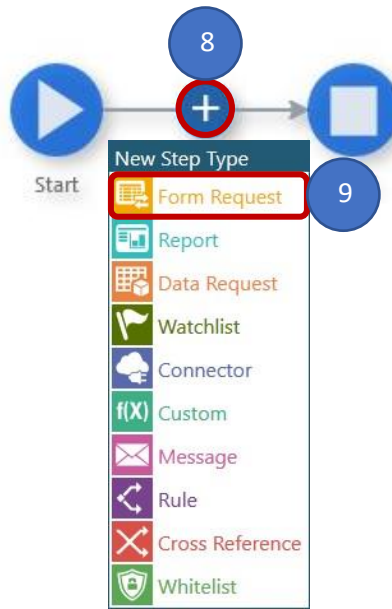 8
Start
New Step Type
Form Request
9
Report
Data Request
Watchlist
Connector
f(X) Custom
Message
Rule
Cross Reference
Whitelist